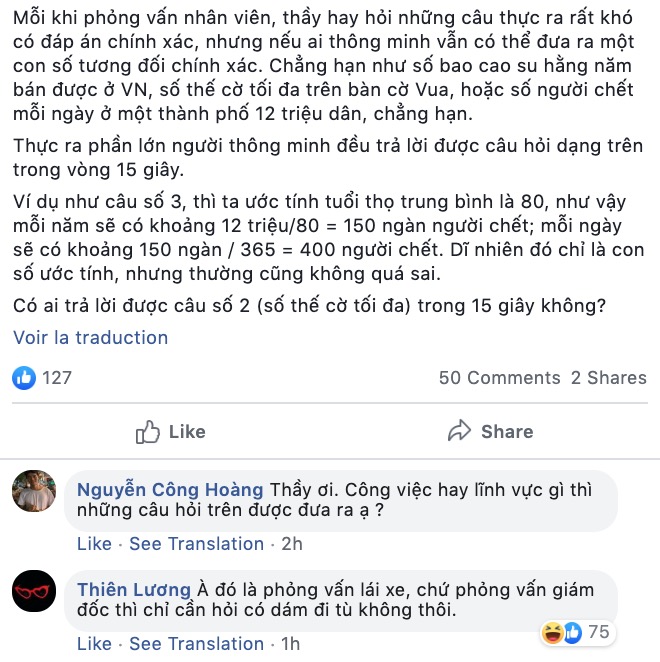 Mỗi khi phỏng vấn nhân viên, thầy hay hỏi những câu thực ra rất khó
có đáp án chính xác, nhưng nếu ai thông minh vẫn có thể đưa ra một
con số tương đối chính xác. Chẳng hạn như số bao cao su hằng năm
bán được ở VN, số thế cờ tối đa trên bàn cờ Vua, hoặc số người chết
mỗi ngày ở một thành phố 12 triệu dân, chẳng hạn.
Thực ra phần lớn người thông minh đều trả lời được câu hỏi dạng trên
trong vòng 15 giây.
Ví dụ như câu số 3, thì ta ước tính tuổi thọ trung bình là 80, như vậy
mỗi năm sẽ có khoảng 12 triệu/80 = 150 ngàn người chết; mỗi ngày
sẽ có khoảng 150 ngàn / 365 = 400 người chết. Dĩ nhiên đó chỉ là con
số ước tính, nhưng thường cũng không quá sai.
Có ai trả lời được câu số 2 (số thế cờ tối đa) trong 15 giây không?
Voir la traduction
127 50 Comments 2 Shares
Like Share
Nguyễn Công Hoàng Thầy ơi. Công việc hay lĩnh vực gì thì
những câu hỏi trên được đưa ra ạ ?
Like · See Translation · 2h
Thiên Lương À đó là phỏng vấn lái xe, chứ phỏng vấn giám
đốc thì chỉ cần hỏi có dám đi tù không thôi.
75
Like · See Translation · 1h